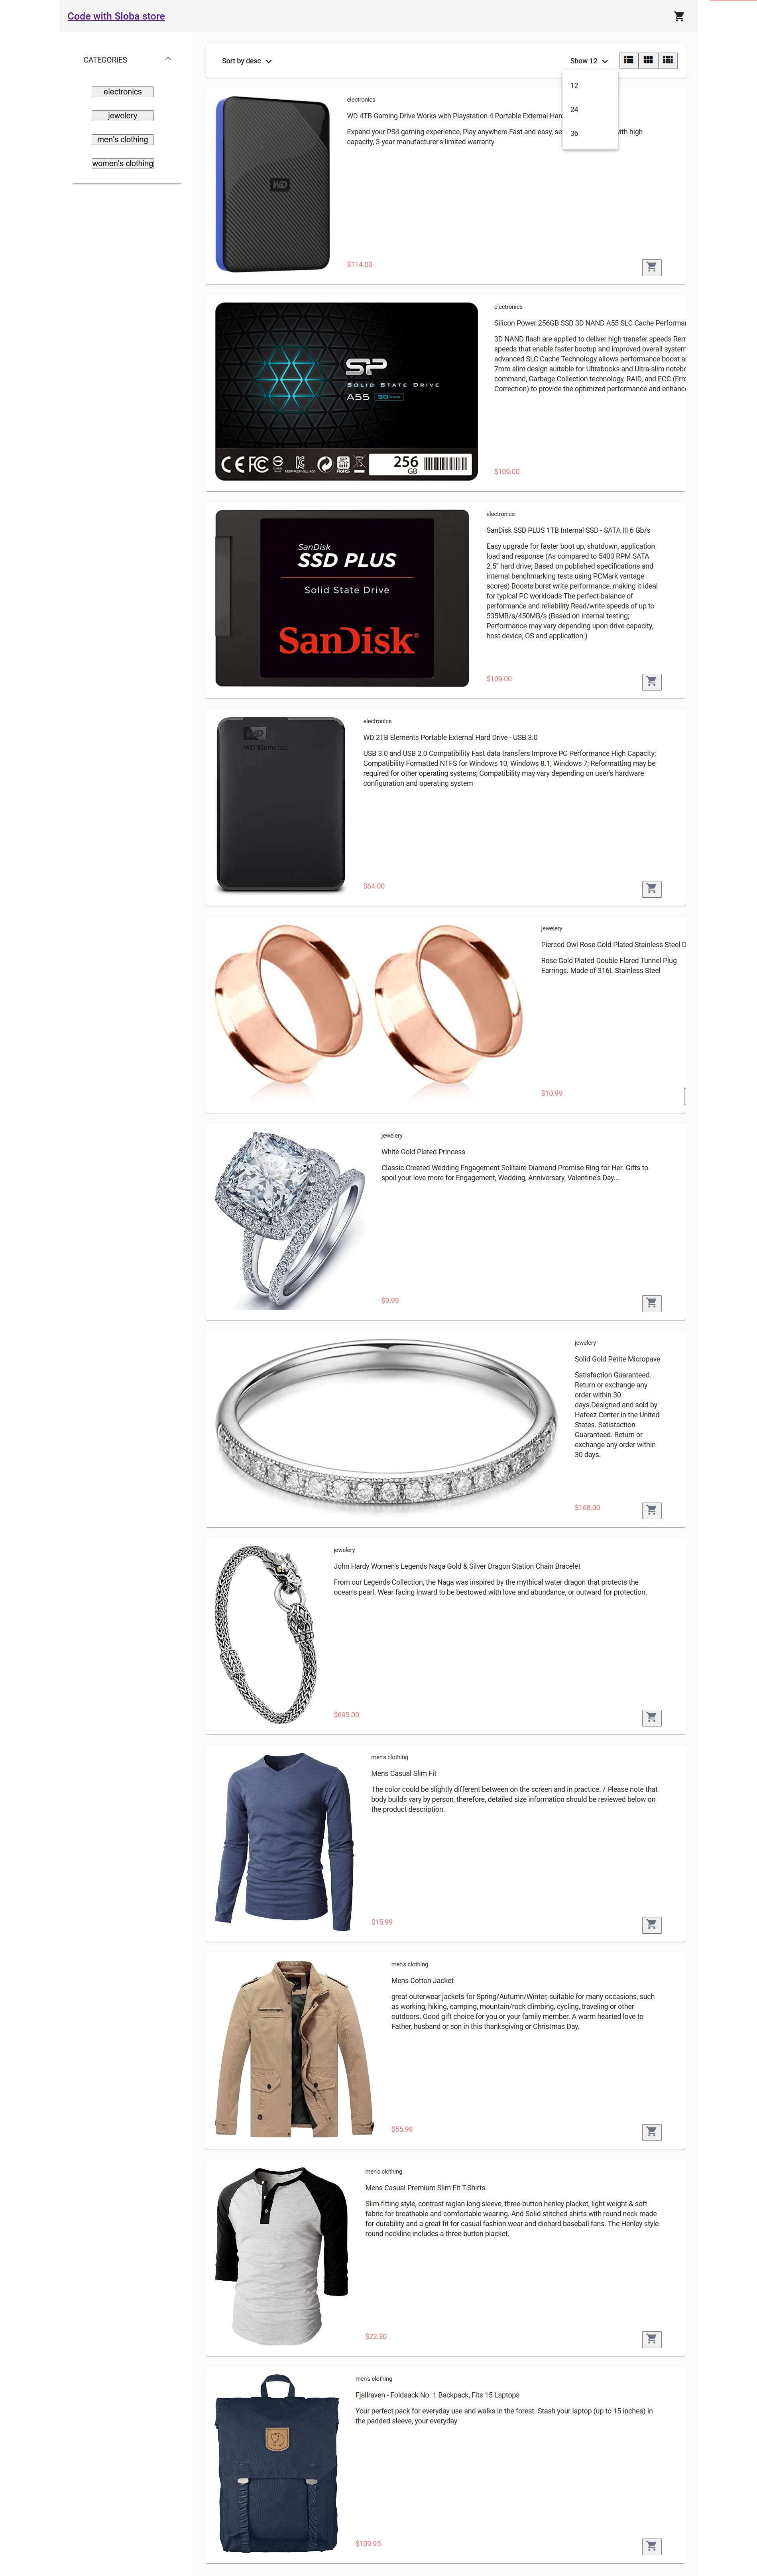 Code with Sloba store
CATEGORIES
electronics
jewelery
men's clothing
women's clothing
Sort by desc
Show 12
12
24
36
electronics
WD 4TB Gaming Drive Works with Playstation 4 Portable External Har
Expand your PS4 gaming experience, Play anywhere Fast and easy, se
ith high
capacity, 3-year manufacturer's limited warranty
WD
$114.00
electronics
Silicon Power 256GB SSD 3D NAND A55 SLC Cache Performa
3D NAND flash are applied to deliver high transfer speeds Rem
speeds that enable faster bootup and improved overall system
advanced SLC Cache Technology allows performance boost a
7mm slim design suitable for Ultrabooks and Ultra-slim notebo
command, Garbage Collection technology, RAID, and ECC (Erro
Correction) to provide the optimized performance and enhance
SP
SOLID STATE DRIVE
A55 3D
256
GB
$109.00
electronics
SanDisk SSD PLUS 1TB Internal SSD - SATA III 6 Gb/s
Easy upgrade for faster boot up, shutdown, application
load and response (As compared to 5400 RPM SATA
2.5" hard drive; Based on published specifications and
internal benchmarking tests using PCMark vantage
scores) Boosts burst write performance, making it ideal
for typical PC workloads The perfect balance of
performance and reliability Read/write speeds of up to
535MB/s/450MB/s (Based on internal testing;
Performance may vary depending upon drive capacity,
host device, OS and application.)
SanDisk
SSD PLUS
Solid State Drive
SanDisk
$109.00
electronics
WD 2TB Elements Portable External Hard Drive - USB 3.0
USB 3.0 and USB 2.0 Compatibility Fast data transfers Improve PC Performance High Capacity;
Compatibility Formatted NTFS for Windows 10, Windows 8.1, Windows 7; Reformatting may be
required for other operating systems; Compatibility may vary depending on user's hardware
configuration and operating system
WD
WD Elements
$64.00
jewelery
Pierced Owl Rose Gold Plated Stainless Steel D
Rose Gold Plated Double Flared Tunnel Plug
Earrings. Made of 316L Stainless Steel
$10.99
jewelery
White Gold Plated Princess
Classic Created Wedding Engagement Solitaire Diamond Promise Ring for Her. Gifts to
spoil your love more for Engagement, Wedding, Anniversary, Valentine's Day...
$9.99
jewelery
Solid Gold Petite Micropave
Satisfaction Guaranteed.
Return or exchange any
order within 30
days.Designed and sold by
Hafeez Center in the United
States. Satisfaction
Guaranteed. Return or
exchange any order within
30 days.
$168.00
jewelery
John Hardy Women's Legends Naga Gold & Silver Dragon Station Chain Bracelet
From our Legends Collection, the Naga was inspired by the mythical water dragon that protects the
ocean's pearl. Wear facing inward to be bestowed with love and abundance, or outward for protection.
$695.00
men's clothing
Mens Casual Slim Fit
The color could be slightly different between on the screen and in practice. / Please note that
body builds vary by person, therefore, detailed size information should be reviewed below on
the product description.
$15.99
men's clothing
Mens Cotton Jacket
great outerwear jackets for Spring/Autumn/Winter, suitable for many occasions, such
as working, hiking, camping, mountain/rock climbing, cycling, traveling or other
outdoors. Good gift choice for you or your family member. A warm hearted love to
Father, husband or son in this thanksgiving or Christmas Day.
$55.99
men's clothing
Mens Casual Premium Slim Fit T-Shirts
Slim-fitting style, contrast raglan long sleeve, three-button henley placket, light weight & soft
fabric for breathable and comfortable wearing. And Solid stitched shirts with round neck made
for durability and a great fit for casual fashion wear and diehard baseball fans. The Henley style
round neckline includes a three-button placket.
$22.30
men's clothing
Fjallraven - Foldsack No. 1 Backpack, Fits 15 Laptops
Your perfect pack for everyday use and walks in the forest. Stash your laptop (up to 15 inches) in
the padded sleeve, your everyday
$109.95